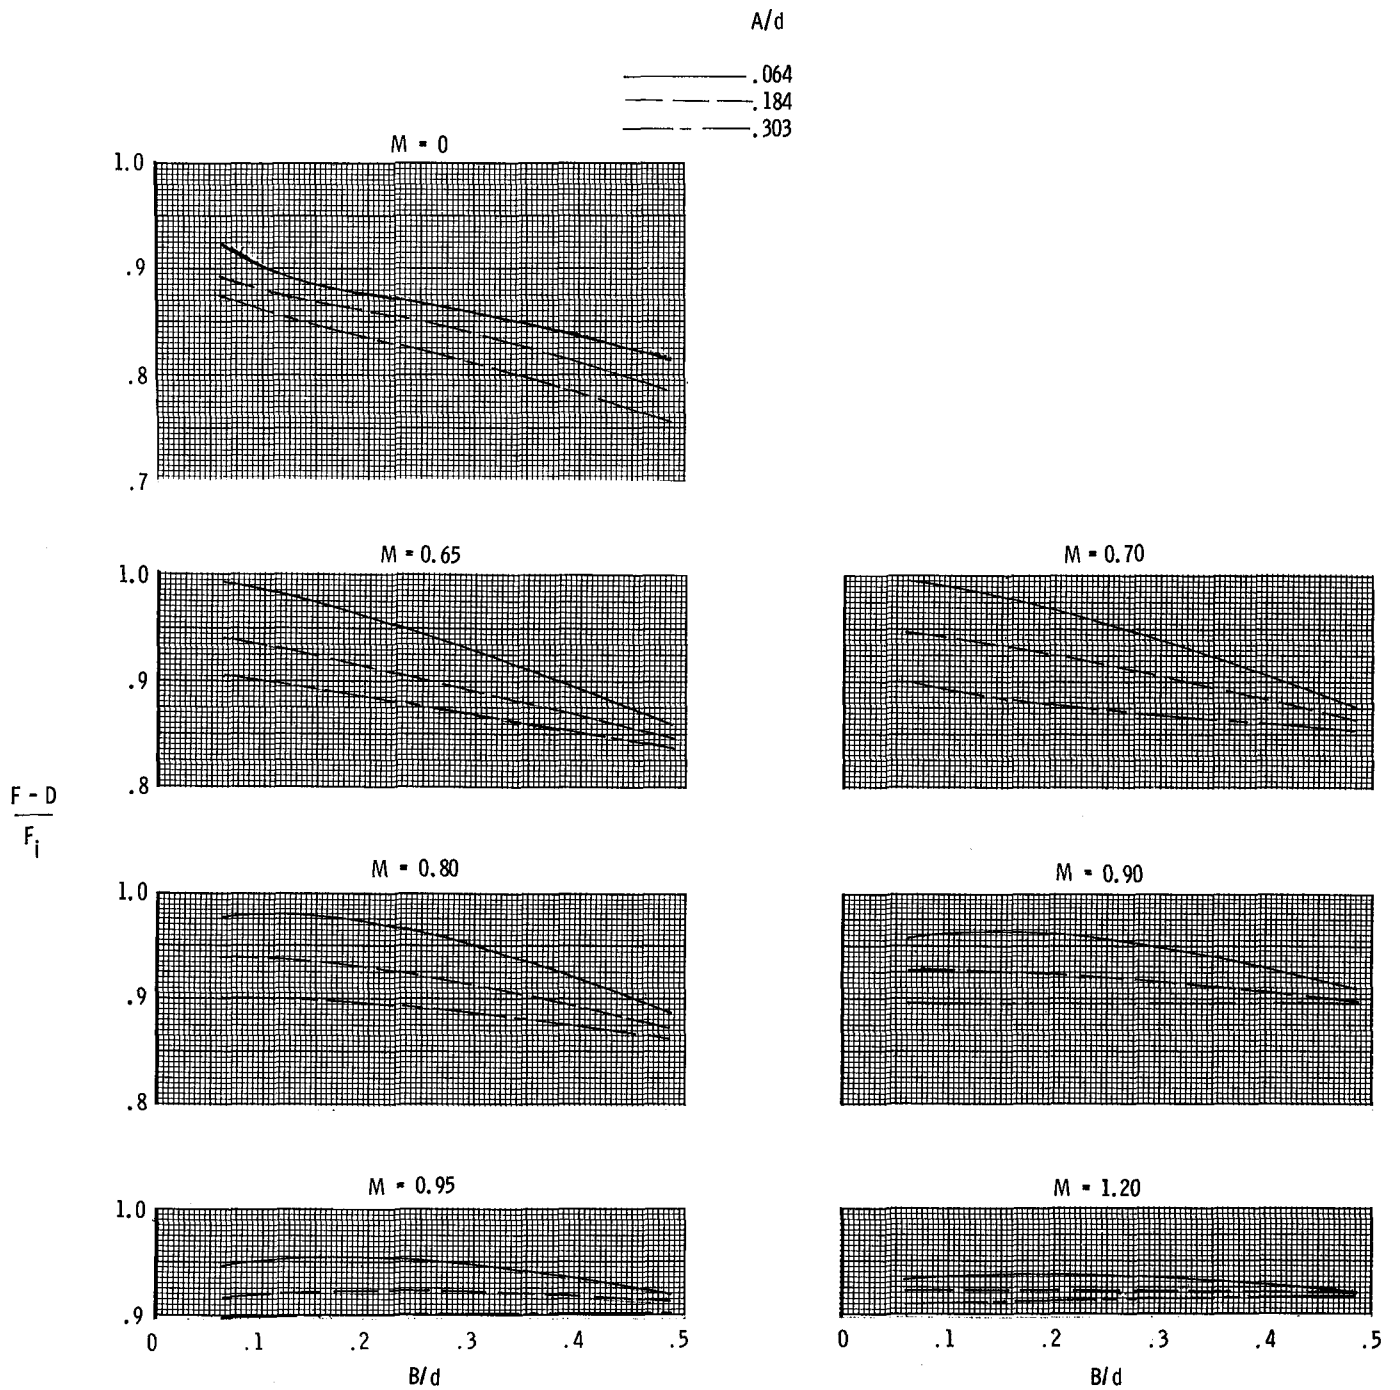 A/d
.064
.184
.303
M = 0
1.0
.9
.8
.7
M = 0.65
M = 0.70
1.0
.9
.8
F - D
Fi
M = 0.80
M = 0.90
1.0
.9
.8
M = 0.95
M = 1.20
1.0
.9
0 .1 .2 .3 .4 .5
0 .1 .2 .3 .4 .5
B/d
B/d